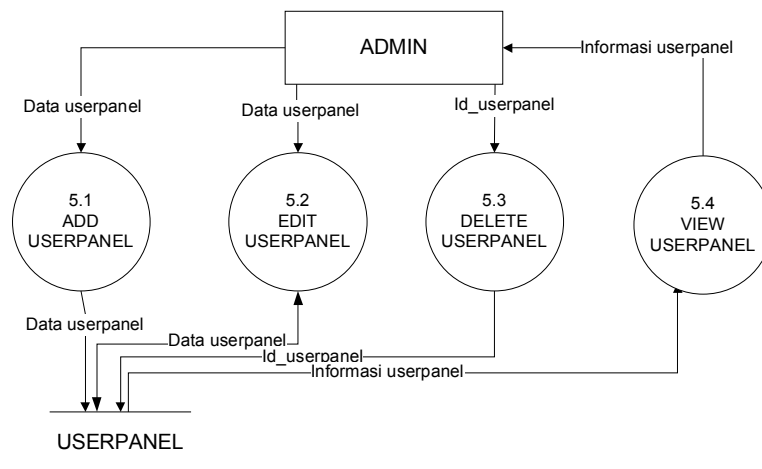 ADMIN
Informasi userpanel
Data userpanel
Data userpanel
Id_userpanel
5.1
ADD
USERPANEL
5.2
EDIT
USERPANEL
5.3
DELETE
USERPANEL
5.4
VIEW
USERPANEL
Data userpanel
Data userpanel
Id_userpanel
Informasi userpanel
USERPANEL